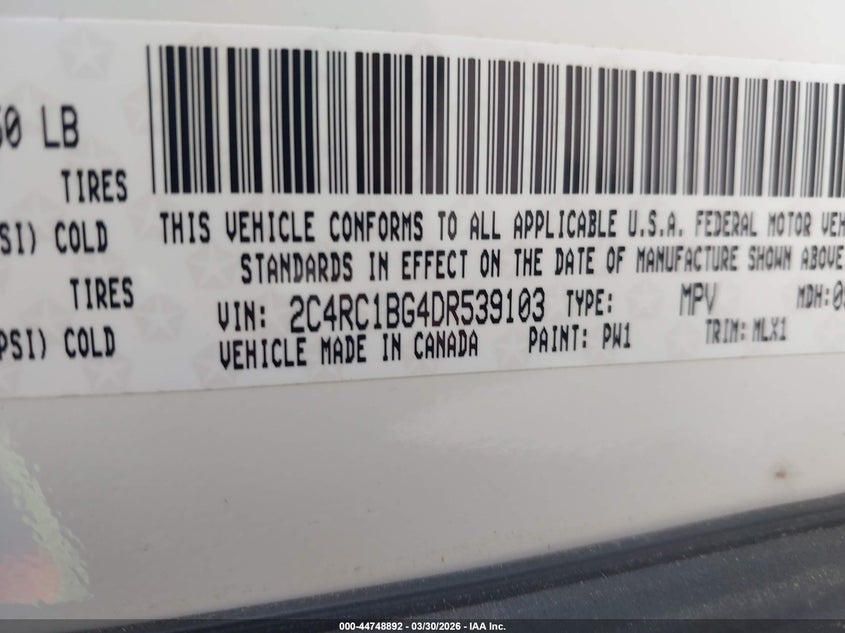 50 LB
TIRES
SI) COLD
TIRES
PSI) COLD
THIS VEHICLE CONFORMS TO ALL APPLICABLE U.S.A. FEDERAL MOTOR VEH
STANDARDS IN EFFECT ON THE DATE OF MANUFACTURE SHOWN ABOVE
VIN: 2C4RC1BG4DR539103 TYPE: MPV MDH:0
VEHICLE MADE IN CANADA PAINT: PW1 TRIM: MLX1
000-44748892 - 03/30/2026 - IAA Inc.